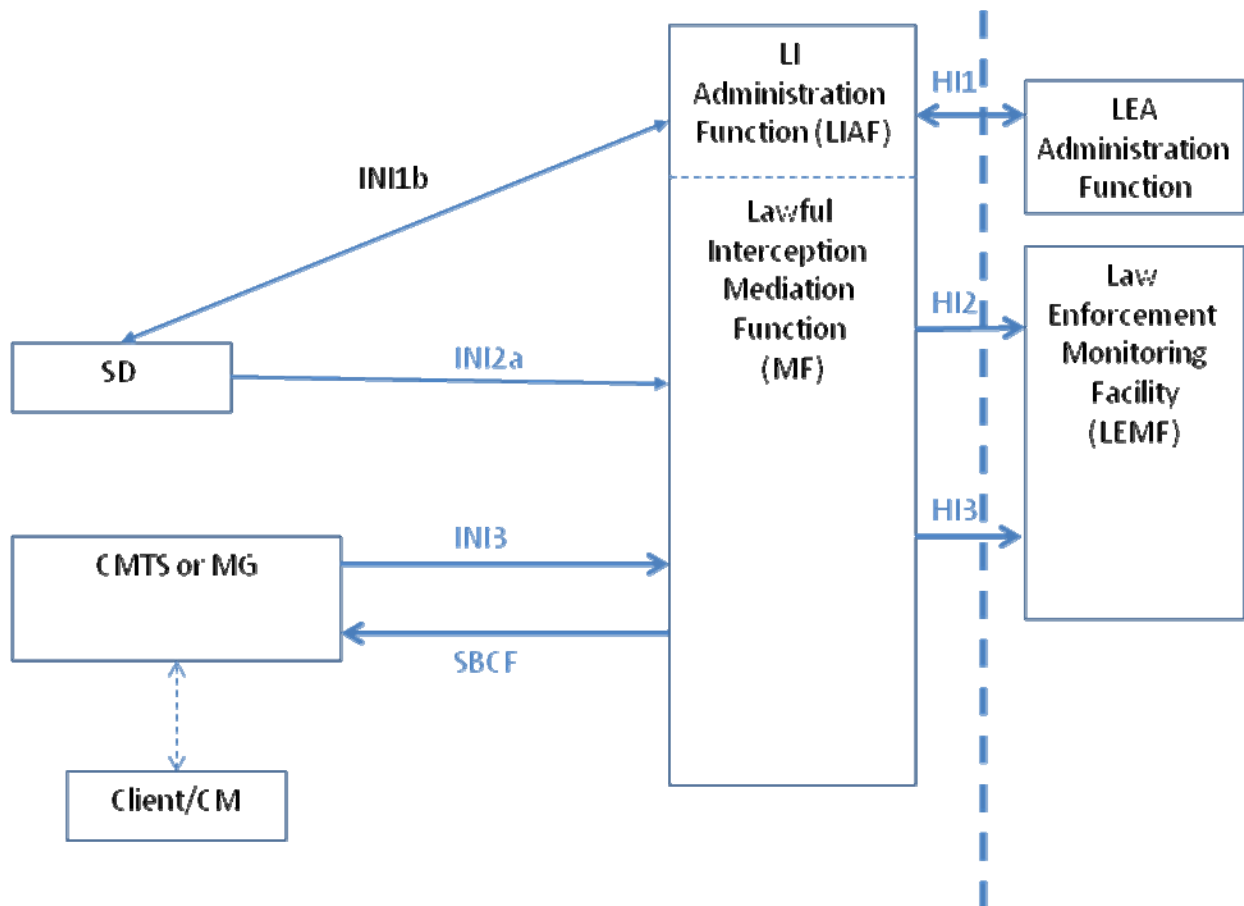 LI
Administration
Function (LIAF)
HI1
LEA
Administration
Function
INI1b
Lawful
Interception
Mediation
Function
(MF)
HI2
Law
Enforcement
Monitoring
Facility
(LEMF)
SD
INI2a
CMTS or MG
INI3
HI3
SBCF
Client/CM